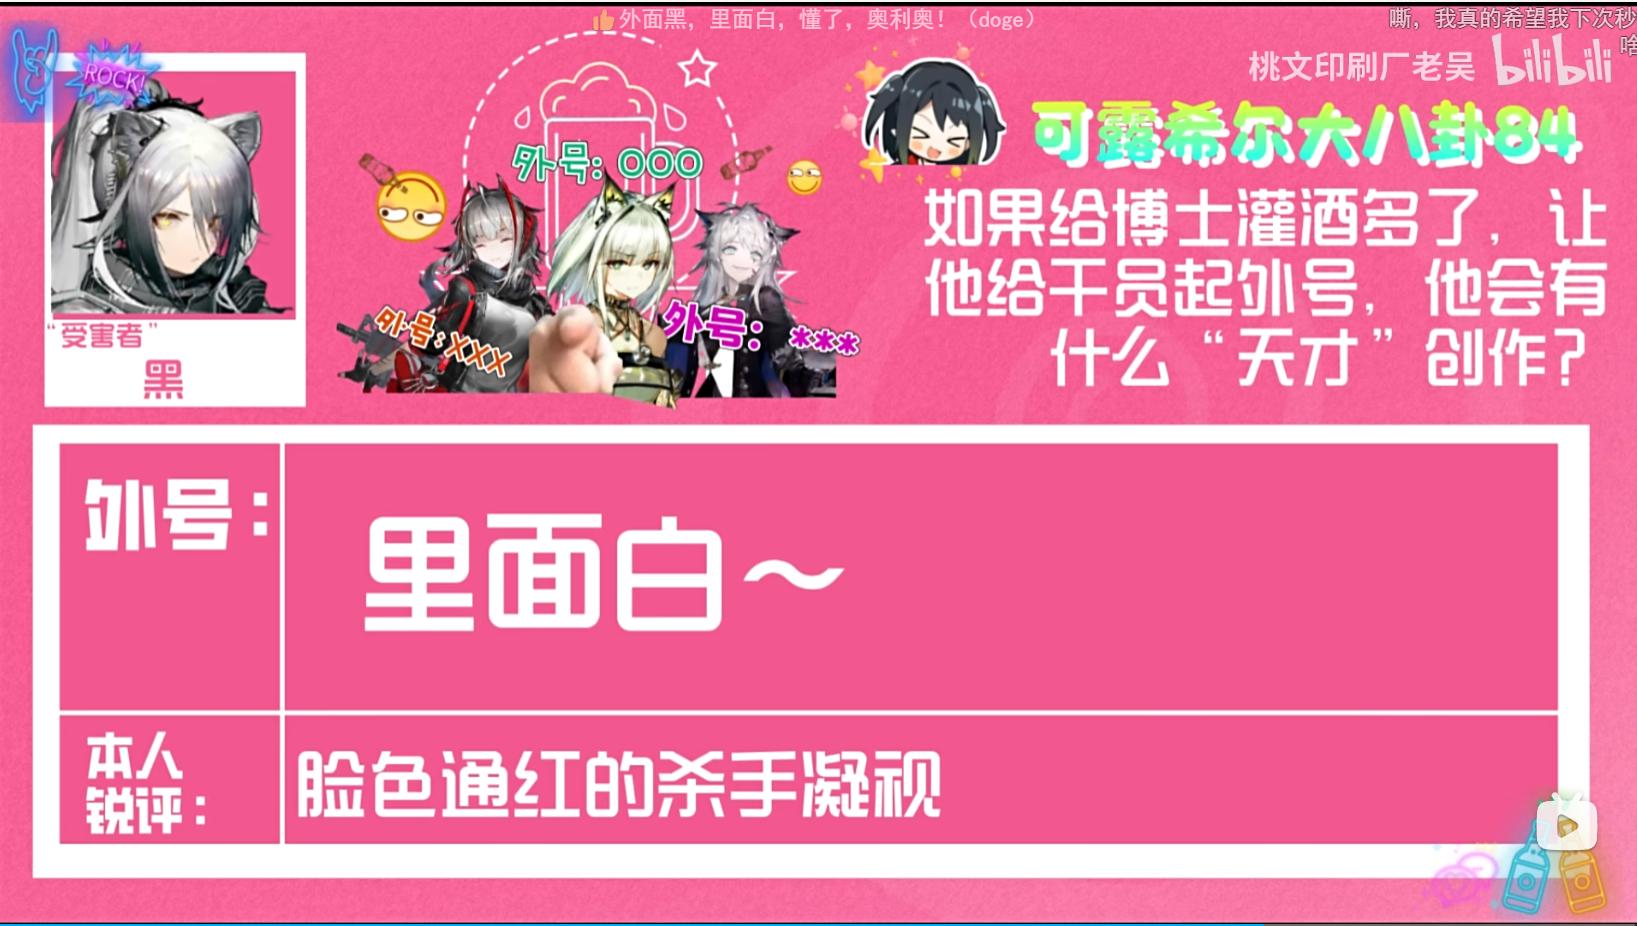 👍外面黑，里面白，懂了，奥利奥！（doge）
嘶，我真的希望我下次秒
啥
桃文印刷厂老吴 bilibili
ROCK!
可露希尔大八卦84
如果给博士灌酒多了，让
他给干员起外号，他会有
什么“天才”创作？
外号：OOO
外号：XXX
外号：***
“受害者”
黑
外号：
里面白～
本人
锐评：
脸色通红的杀手凝视